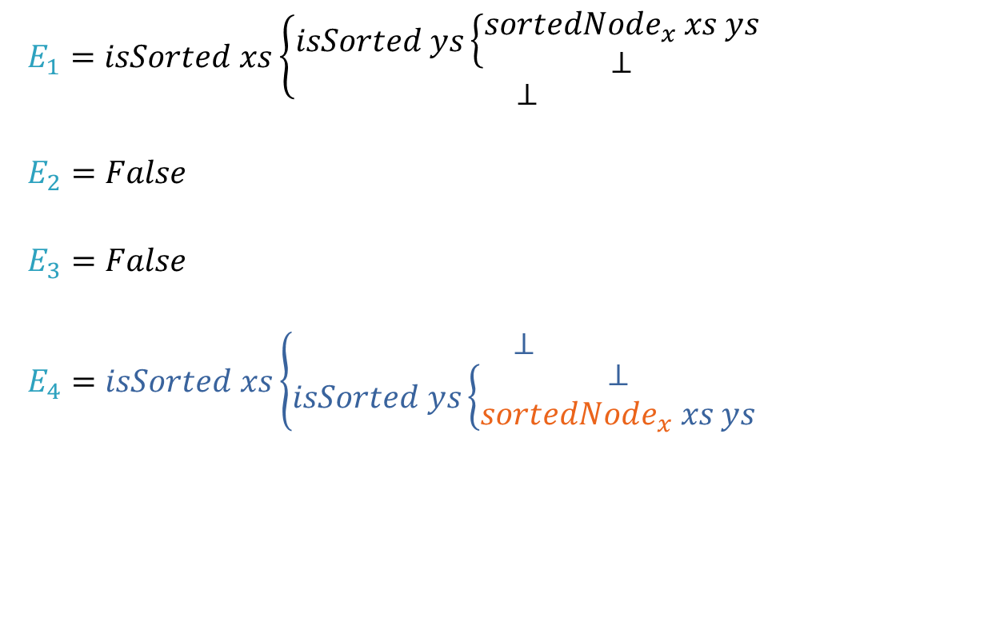 E₁ = isSorted xs { isSorted ys { sortedNodeₓ xs ys
⊥
⊥
E₂ = False
E₃ = False
⊥
E₄ = isSorted xs { isSorted ys { ⊥
sortedNodeₓ xs ys